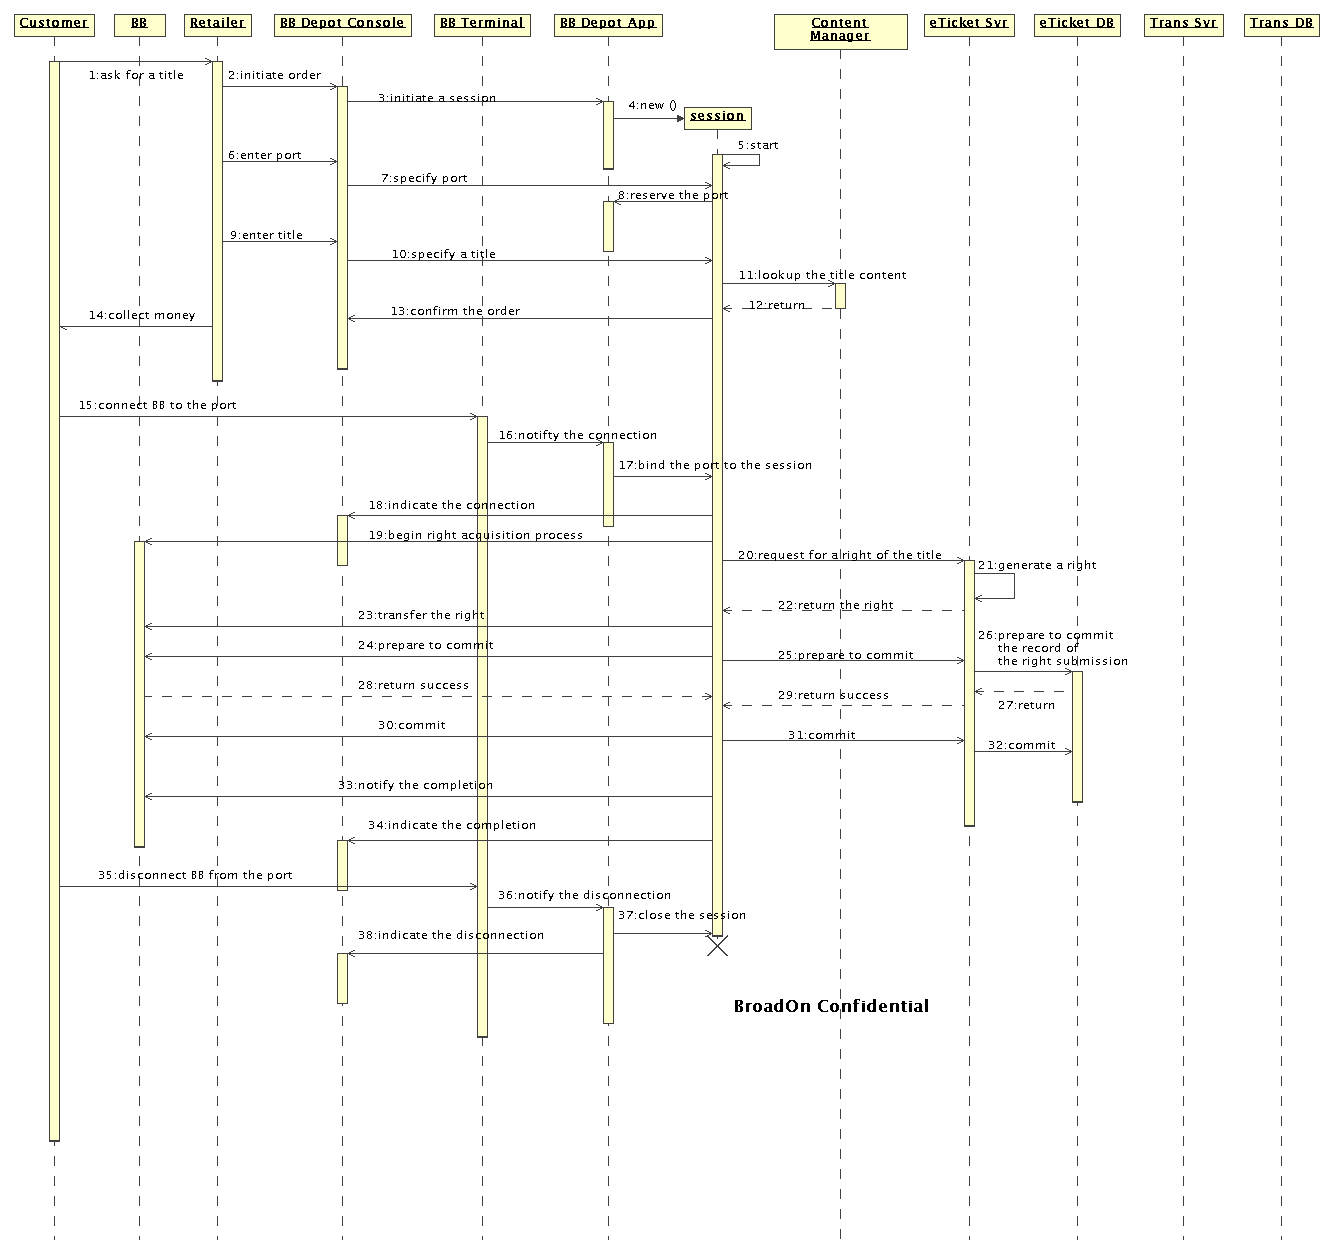 Customer
BB
Retailer
BB Depot Console
BB Terminal
BB Depot App
Content
Manager
eTicket Svr
eTicket DB
Trans Svr
Trans DB
1:ask for a title
2:initiate order
3:initiate a session
4:new ()
session
5:start
6:enter port
7:specify port
8:reserve the port
9:enter title
10:specify a title
11:lookup the title content
12:return
13:confirm the order
14:collect money
15:connect BB to the port
16:notifty the connection
17:bind the port to the session
18:indicate the connection
19:begin right acquisition process
20:request for a right of the title
21:generate a right
22:return the right
23:transfer the right
24:prepare to commit
25:prepare to commit
26:prepare to commit
the record of
the right submission
27:return
28:return success
29:return success
30:commit
31:commit
32:commit
33:notify the completion
34:indicate the completion
35:disconnect BB from the port
36:notify the disconnection
37:close the session
38:indicate the disconnection
BroadOn Confidential